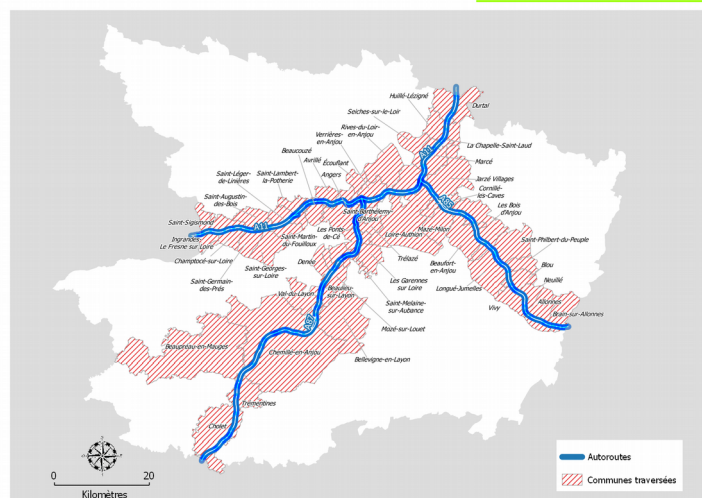 Huillé-Lézigné
Durtal
Seiches-sur-le-Loir
Rives-du-Loir-
en-Anjou
Verrières-
en-Anjou
La Chapelle-Saint-Laud
Beaucouzé
Écouflant
Avrillé
Angers
Marcé
A11
Jarzé Villages
Cornillé-
les-Caves
Saint-Léger-
de-Linières
Saint-Lambert-
la-Potherie
A85
Les Bois
d'Anjou
Saint-Augustin-
des-Bois
Saint-Barthélemy-
d'Anjou
Saint-Sigismond
A11
Ingrandes-
Le Fresne sur Loire
Saint-Martin-
du-Fouilloux
Les Ponts-
de-Cé
Loire-Authion
Mazé-Milon
Saint-Philbert-du-Peuple
Champtocé-sur-Loire
Saint-Georges-
sur-Loire
Denée
Trélazé
Beaufort-
en-Anjou
Blou
Neuillé
Saint-Germain-
des-Prés
Val-du-Layon
Beaulieu-
sur-Layon
Les Garennes
sur Loire
Longué-Jumelles
Allonnes
Saint-Melaine-
sur-Aubance
Vivy
Brain-sur-Allonnes
A87
Mozé-sur-Louet
Beaupreau-en-Mauges
Chemillé-en-Anjou
Bellevigne-en-Layon
Trémentines
Cholet
0 20
Kilomètres
Autoroutes
Communes traversées